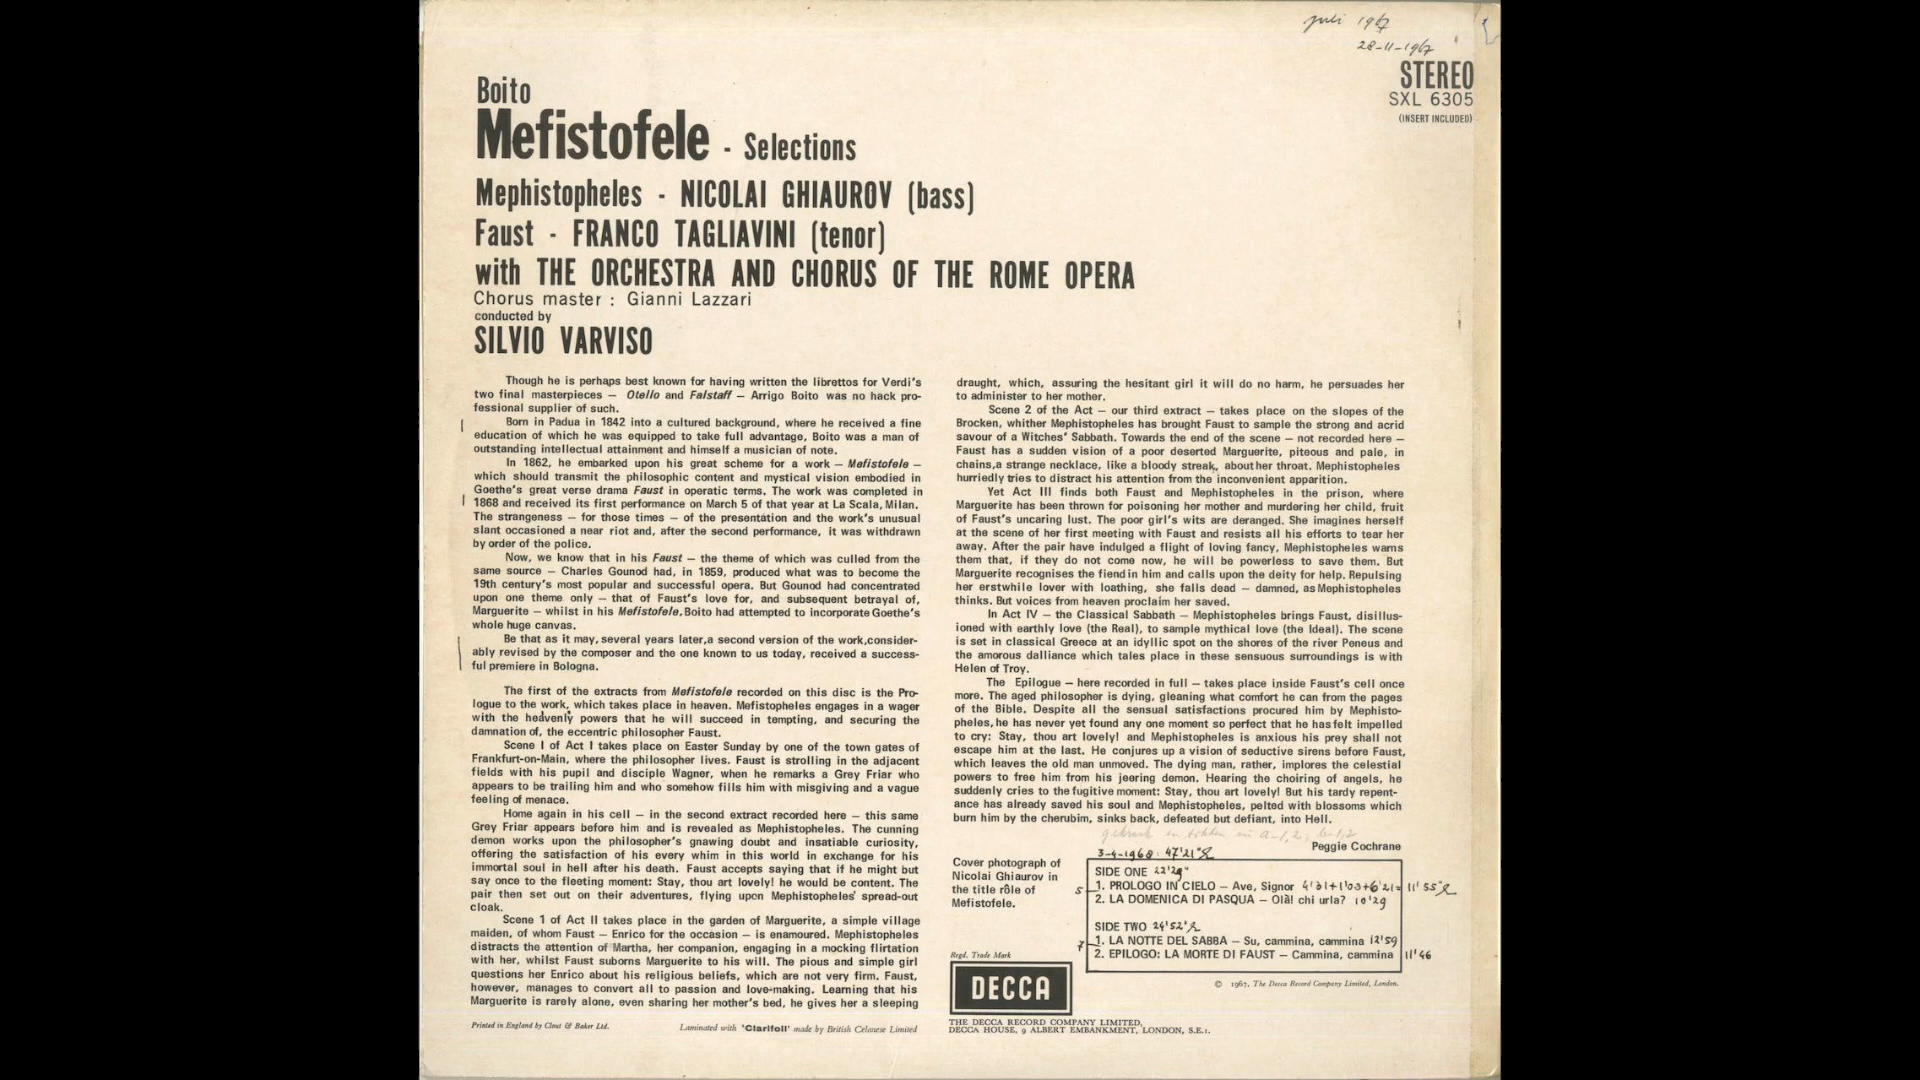 juli 1967
28-11-1967
STEREO
SXL 6305
(INSERT INCLUDED)
Boito
Mefistofele - Selections
Mephistopheles - NICOLAI GHIAUROV (bass)
Faust - FRANCO TAGLIAVINI (tenor)
with THE ORCHESTRA AND CHORUS OF THE ROME OPERA
Chorus master : Gianni Lazzari
conducted by
SILVIO VARVISO
Though he is perhaps best known for having written the librettos for Verdi's
two final masterpieces — Otello and Falstaff — Arrigo Boito was no hack pro-
fessional supplier of such.
Born in Padua in 1842 into a cultured background, where he received a fine
education of which he was equipped to take full advantage, Boito was a man of
outstanding intellectual attainment and himself a musician of note.
In 1862, he embarked upon his great scheme for a work — Mefistofele —
which should transmit the philosophic content and mystical vision embodied in
Goethe's great verse drama Faust in operatic terms. The work was completed in
1868 and received its first performance on March 5 of that year at La Scala, Milan.
The strangeness — for those times — of the presentation and the work's unusual
slant occasioned a near riot and, after the second performance, it was withdrawn
by order of the police.
Now, we know that in his Faust — the theme of which was culled from the
same source — Charles Gounod had, in 1859, produced what was to become the
19th century's most popular and successful opera. But Gounod had concentrated
upon one theme only — that of Faust's love for, and subsequent betrayal of,
Marguerite — whilst in his Mefistofele, Boito had attempted to incorporate Goethe's
whole huge canvas.
Be that as it may, several years later, a second version of the work, consider-
ably revised by the composer and the one known to us today, received a success-
ful premiere in Bologna.
The first of the extracts from Mefistofele recorded on this disc is the Pro-
logue to the work, which takes place in heaven. Mefistopheles engages in a wager
with the heavenly powers that he will succeed in tempting, and securing the
damnation of, the eccentric philosopher Faust.
Scene I of Act I takes place on Easter Sunday by one of the town gates of
Frankfurt-on-Main, where the philosopher lives. Faust is strolling in the adjacent
fields with his pupil and disciple Wagner, when he remarks a Grey Friar who
appears to be trailing him and who somehow fills him with misgiving and a vague
feeling of menace.
Home again in his cell — in the second extract recorded here — this same
Grey Friar appears before him and is revealed as Mephistopheles. The cunning
demon works upon the philosopher's gnawing doubt and insatiable curiosity,
offering the satisfaction of his every whim in this world in exchange for his
immortal soul in hell after his death. Faust accepts saying that if he might but
say once to the fleeting moment: Stay, thou art lovely! he would be content. The
pair then set out on their adventures, flying upon Mephistopheles' spread-out
cloak.
Scene 1 of Act II takes place in the garden of Marguerite, a simple village
maiden, of whom Faust — Enrico for the occasion — is enamoured. Mephistopheles
distracts the attention of Martha, her companion, engaging in a mocking flirtation
with her, whilst Faust suborns Marguerite to his will. The pious and simple girl
questions her Enrico about his religious beliefs, which are not very firm. Faust,
however, manages to convert all to passion and love-making. Learning that his
Marguerite is rarely alone, even sharing her mother's bed, he gives her a sleeping
draught, which, assuring the hesitant girl it will do no harm, he persuades her
to administer to her mother.
Scene 2 of the Act — our third extract — takes place on the slopes of the
Brocken, whither Mephistopheles has brought Faust to sample the strong and acrid
savour of a Witches' Sabbath. Towards the end of the scene — not recorded here —
Faust has a sudden vision of a poor deserted Marguerite, piteous and pale, in
chains, a strange necklace, like a bloody streak, about her throat. Mephistopheles
hurriedly tries to distract his attention from the inconvenient apparition.
Yet Act III finds both Faust and Mephistopheles in the prison, where
Marguerite has been thrown for poisoning her mother and murdering her child, fruit
of Faust's uncaring lust. The poor girl's wits are deranged. She imagines herself
at the scene of her first meeting with Faust and resists all his efforts to tear her
away. After the pair have indulged a flight of loving fancy, Mephistopheles warns
them that, if they do not come now, he will be powerless to save them. But
Marguerite recognises the fiend in him and calls upon the deity for help. Repulsing
her erstwhile lover with loathing, she falls dead — damned, as Mephistopheles
thinks. But voices from heaven proclaim her saved.
In Act IV — the Classical Sabbath — Mephistopheles brings Faust, disillus-
ioned with earthly love (the Real), to sample mythical love (the Ideal). The scene
is set in classical Greece at an idyllic spot on the shores of the river Peneus and
the amorous dalliance which tales place in these sensuous surroundings is with
Helen of Troy.
The Epilogue — here recorded in full — takes place inside Faust's cell once
more. The aged philosopher is dying, gleaning what comfort he can from the pages
of the Bible. Despite all the sensual satisfactions procured him by Mephisto-
pheles, he has never yet found any one moment so perfect that he has felt impelled
to cry: Stay, thou art lovely! and Mephistopheles is anxious his prey shall not
escape him at the last. He conjures up a vision of seductive sirens before Faust,
which leaves the old man unmoved. The dying man, rather, implores the celestial
powers to free him from his jeering demon. Hearing the choiring of angels, he
suddenly cries to the fugitive moment: Stay, thou art lovely! But his tardy repent-
ance has already saved his soul and Mephistopheles, pelted with blossoms which
burn him by the cherubim, sinks back, defeated but defiant, into Hell.
Peggie Cochrane
3-4-1968: 47'21"
Cover photograph of
Nicolai Ghiaurov in
the title rôle of
Mefistofele.
SIDE ONE 22'29"
5 1. PROLOGO IN CIELO — Ave, Signor 4'31+1'03+6'21= 11'55"
2. LA DOMENICA DI PASQUA — Olà! chi urla? 10'29
SIDE TWO 24'52"
7 1. LA NOTTE DEL SABBA — Su, cammina, cammina 12'59
2. EPILOGO: LA MORTE DI FAUST — Cammina, cammina 11'46
Regd. Trade Mark
DECCA
© 1967, The Decca Record Company Limited, London.
THE DECCA RECORD COMPANY LIMITED,
DECCA HOUSE, 9 ALBERT EMBANKMENT, LONDON, S.E.1.
Printed in England by Clout & Baker Ltd.
Laminated with 'Clarifoil' made by British Celanese Limited